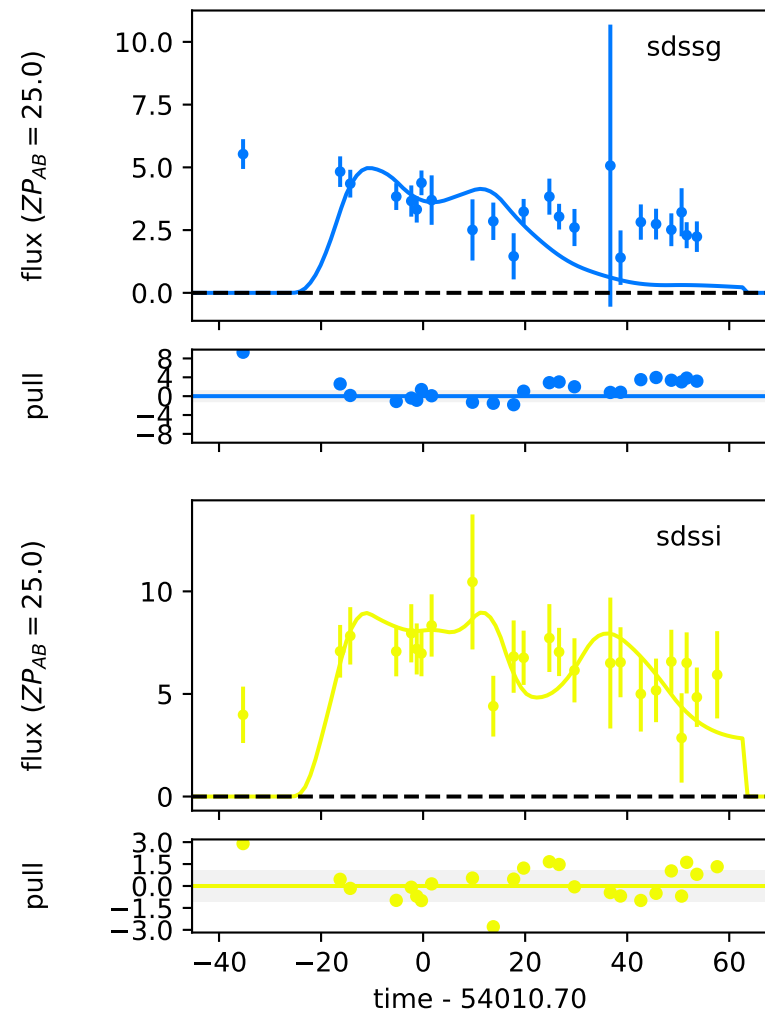 sdssg
flux (ZP_AB = 25.0)
10.0
7.5
5.0
2.5
0.0
pull
8
4
0
−4
−8
sdssi
flux (ZP_AB = 25.0)
10
5
0
pull
3.0
1.5
0.0
−1.5
−3.0
−40 −20 0 20 40 60
time - 54010.70